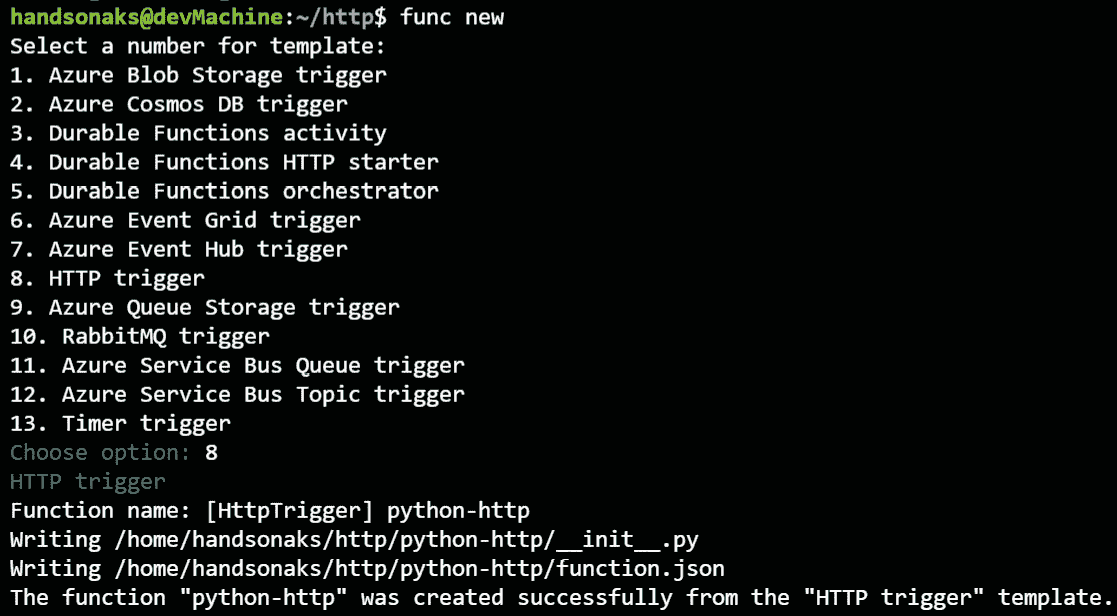 handsonaks@devMachine:~/http$ func new
Select a number for template:
1. Azure Blob Storage trigger
2. Azure Cosmos DB trigger
3. Durable Functions activity
4. Durable Functions HTTP starter
5. Durable Functions orchestrator
6. Azure Event Grid trigger
7. Azure Event Hub trigger
8. HTTP trigger
9. Azure Queue Storage trigger
10. RabbitMQ trigger
11. Azure Service Bus Queue trigger
12. Azure Service Bus Topic trigger
13. Timer trigger
Choose option: 8
HTTP trigger
Function name: [HttpTrigger] python-http
Writing /home/handsonaks/http/python-http/__init__.py
Writing /home/handsonaks/http/python-http/function.json
The function "python-http" was created successfully from the "HTTP trigger" template.